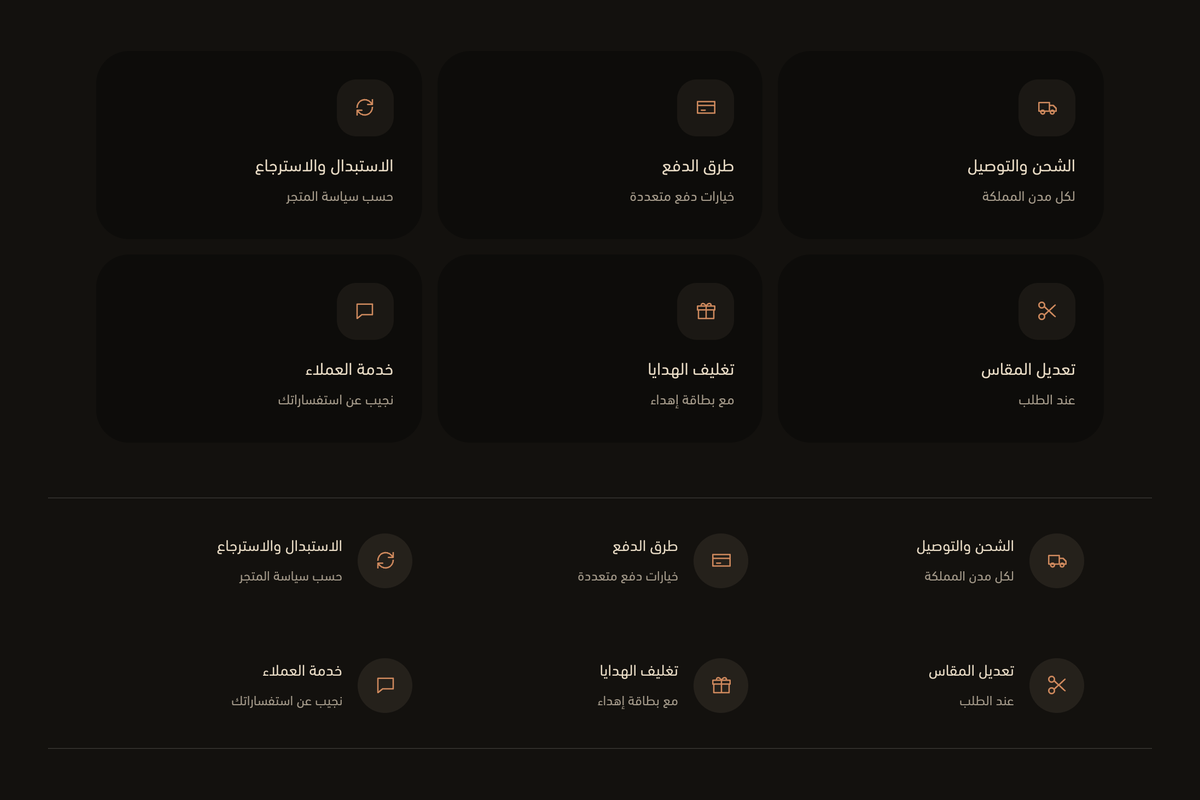 الشحن والتوصيل
لكل مدن المملكة
طرق الدفع
خيارات دفع متعددة
الاستبدال والاسترجاع
حسب سياسة المتجر
تعديل المقاس
عند الطلب
تغليف الهدايا
مع بطاقة إهداء
خدمة العملاء
نجيب عن استفساراتك
الشحن والتوصيل
لكل مدن المملكة
طرق الدفع
خيارات دفع متعددة
الاستبدال والاسترجاع
حسب سياسة المتجر
تعديل المقاس
عند الطلب
تغليف الهدايا
مع بطاقة إهداء
خدمة العملاء
نجيب عن استفساراتك